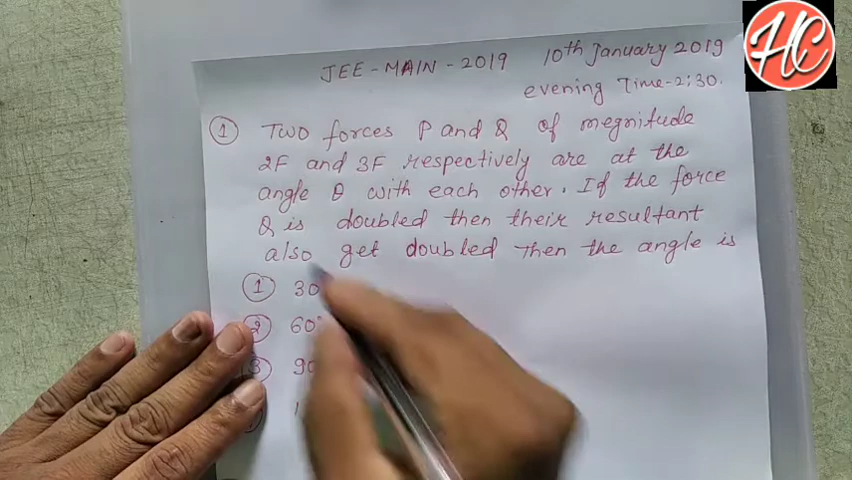 HC
JEE-MAIN-2019 10th January 2019
evening Time-2:30.
① Two forces P and Q of megnitude
2F and 3F respectively are at the
angle θ with each other. If the force
Q is doubled then their resultant
also get doubled then the angle is
① 30
② 60°
③ 90